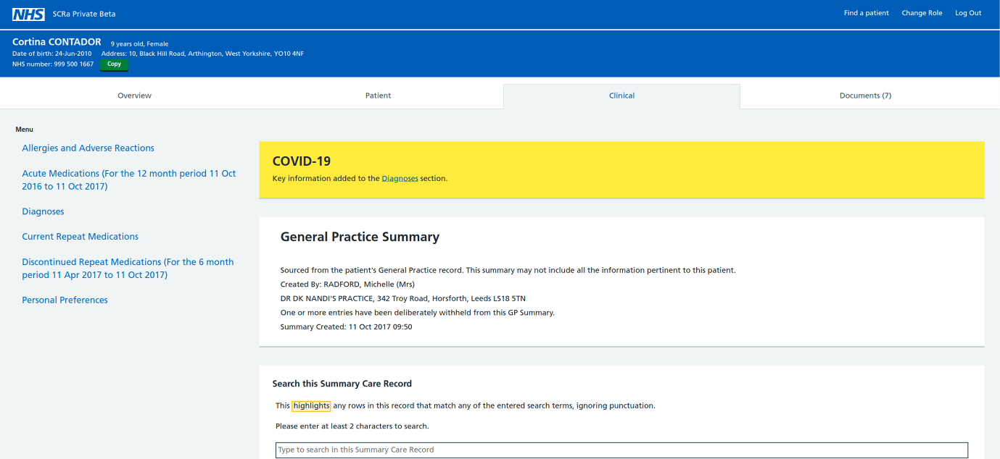 NHS SCRa Private Beta Find a patient Change Role Log Out
Cortina CONTADOR 9 years old, Female
Date of birth: 24-Jun-2010 Address: 10, Black Hill Road, Arthington, West Yorkshire, YO10 4NF
NHS number: 999 500 1667 Copy
Overview Patient Clinical Documents (7)
Menu
Allergies and Adverse Reactions
Acute Medications (For the 12 month period 11 Oct
2016 to 11 Oct 2017)
Diagnoses
Current Repeat Medications
Discontinued Repeat Medications (For the 6 month
period 11 Apr 2017 to 11 Oct 2017)
Personal Preferences
COVID-19
Key information added to the Diagnoses section.
General Practice Summary
Sourced from the patient's General Practice record. This summary may not include all the information pertinent to this patient.
Created By: RADFORD, Michelle (Mrs)
DR DK NANDI'S PRACTICE, 342 Troy Road, Horsforth, Leeds LS18 5TN
One or more entries have been deliberately withheld from this GP Summary.
Summary Created: 11 Oct 2017 09:50
Search this Summary Care Record
This highlights any rows in this record that match any of the entered search terms, ignoring punctuation.
Please enter at least 2 characters to search.
Type to search in this Summary Care Record